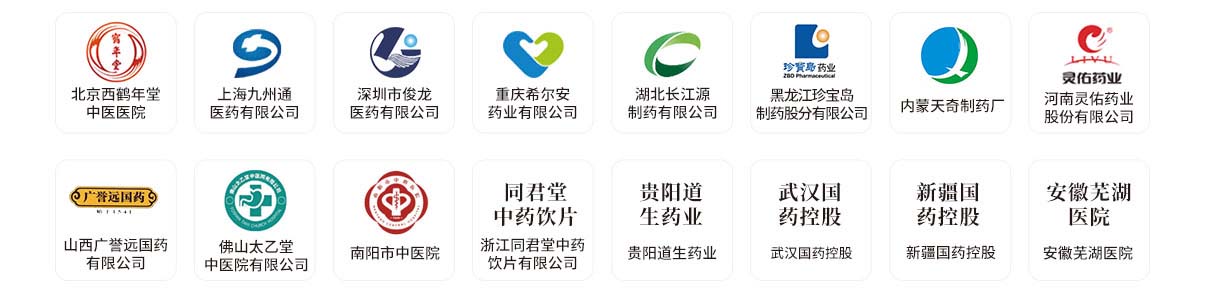 鹤年堂
北京西鹤年堂
中医医院
上海九州通
医药有限公司
深圳市俊龙
医药有限公司
重庆希尔安
药业有限公司
湖北长江源
制药有限公司
珍寳島 药业
ZBD Pharmaceutical
黑龙江珍宝岛
制药股分有限公司
内蒙天奇制药厂
LIYU
灵佑药业
河南灵佑药业
股份有限公司
广誉远国药
始于1541
山西广誉远国药
有限公司
佛山太乙堂
中医院有限公司
南阳市中医院
同君堂
中药饮片
浙江同君堂中药
饮片有限公司
贵阳道
生药业
贵阳道生药业
武汉国
药控股
武汉国药控股
新疆国
药控股
新疆国药控股
安徽芜湖
医院
安徽芜湖医院